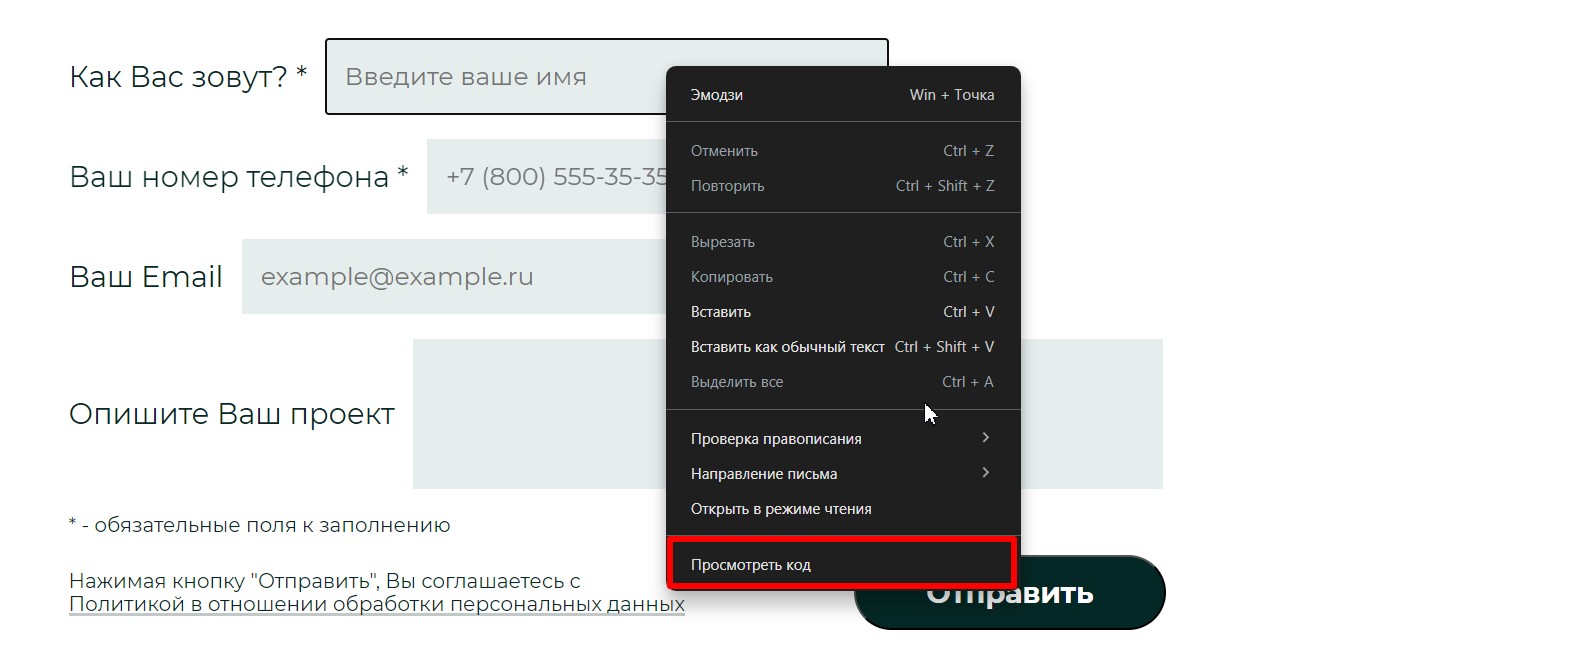 Как Вас зовут? *
Введите ваше имя
Ваш номер телефона *
+7 (800) 555-35-35
Ваш Email
example@example.ru
Опишите Ваш проект
* - обязательные поля к заполнению
Нажимая кнопку "Отправить", Вы соглашаетесь с
Политикой в отношении обработки персональных данных
Отправить
Эмодзи Win + Точка
Отменить Ctrl + Z
Повторить Ctrl + Shift + Z
Вырезать Ctrl + X
Копировать Ctrl + C
Вставить Ctrl + V
Вставить как обычный текст Ctrl + Shift + V
Выделить все Ctrl + A
Проверка правописания
Направление письма
Открыть в режиме чтения
Просмотреть код